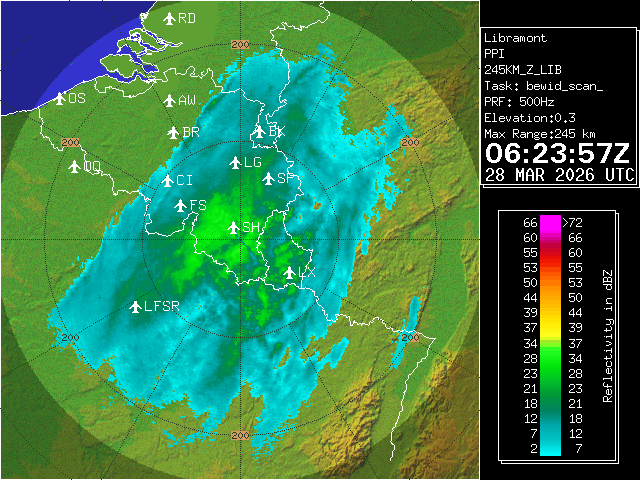 RD
200
OS
AW
BR
BK
200
200
QQ
LG
CI
SP
FS
SH
LX
LFSR
200
200
200
Libramont
PPI
245KM_Z_LIB
Task: bewid_scan_
PRF: 500Hz
Elevation:0.3
Max Range:245 km
06:23:57Z
28 MAR 2026 UTC
66 >72
60 66
55 60
53 55
50 53
44 50
39 44
37 39
34 37
28 34
23 28
21 23
18 21
12 18
7 12
2 7
Reflectivity in dBZ